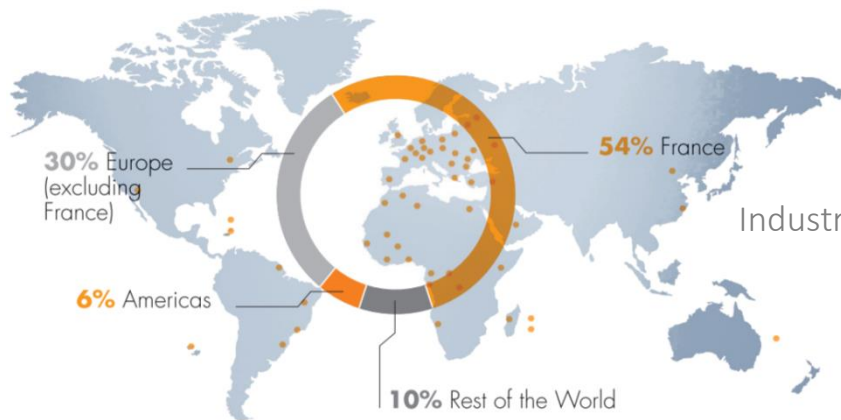 30% Europe
(excluding
France)
54% France
Industr
6% Americas
10% Rest of the World